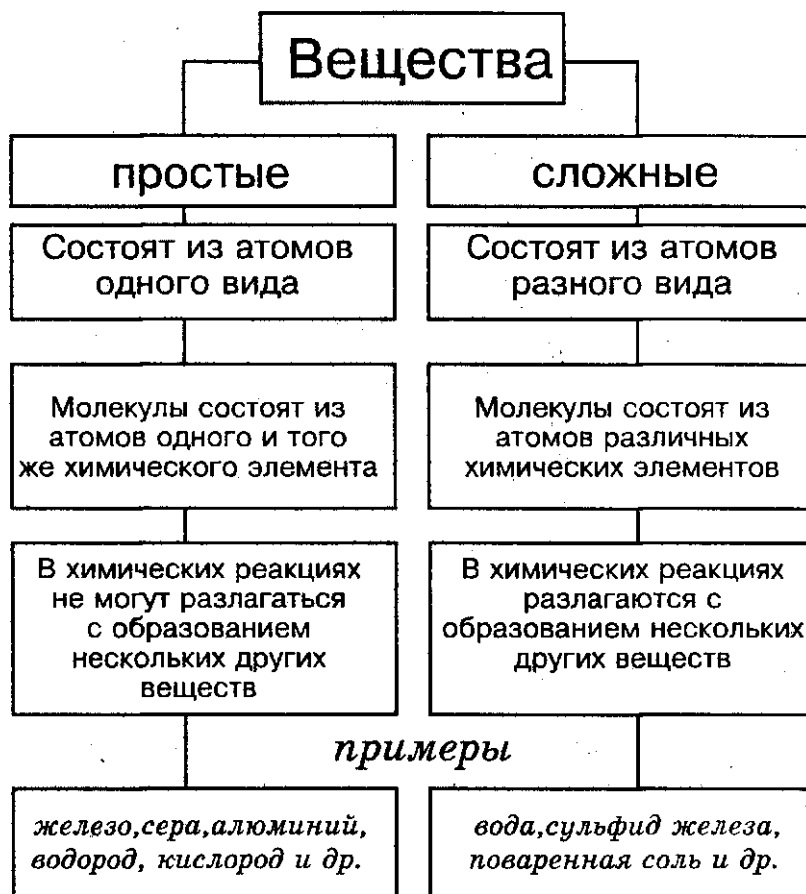 Вещества
простые
сложные
Состоят из атомов
одного вида
Состоят из атомов
разного вида
Молекулы состоят из
атомов одного и того
же химического элемента
Молекулы состоят из
атомов различных
химических элементов
В химических реакциях
не могут разлагаться
с образованием
нескольких других
веществ
В химических реакциях
разлагаются с
образованием нескольких
других веществ
примеры
железо,сера,алюминий,
водород, кислород и др.
вода,сульфид железа,
поваренная соль и др.